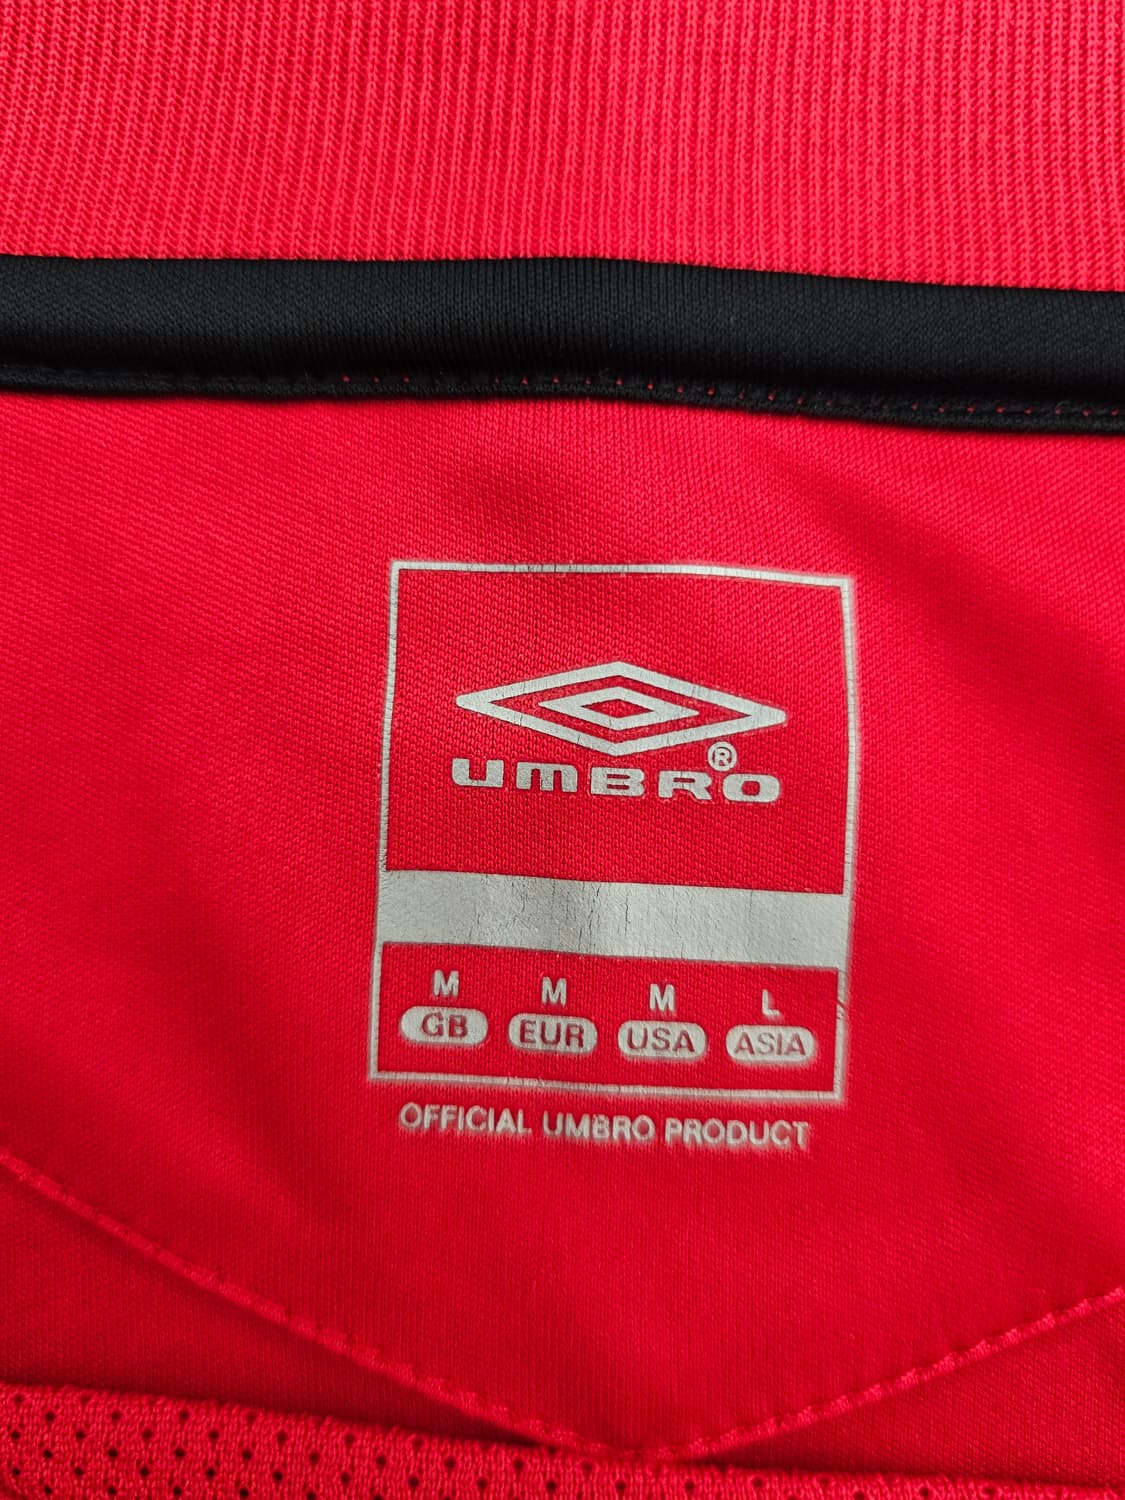 UMBRO®
M M M L
GB EUR USA ASIA
OFFICIAL UMBRO PRODUCT